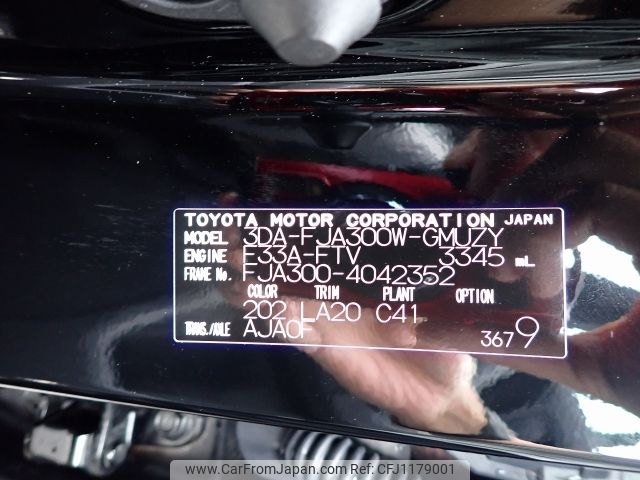 TOYOTA MOTOR CORPORATION JAPAN
MODEL 3DA-FJA300W-GMUZY
ENGINE F33A-FTV 3345 mL
FRAME No. FJA300-4042352
COLOR TRIM PLANT OPTION
202 LA20 C41
TRANS./AXLE AJA0F
3679
www.CarFromJapan.com Ref:CFJ1179001